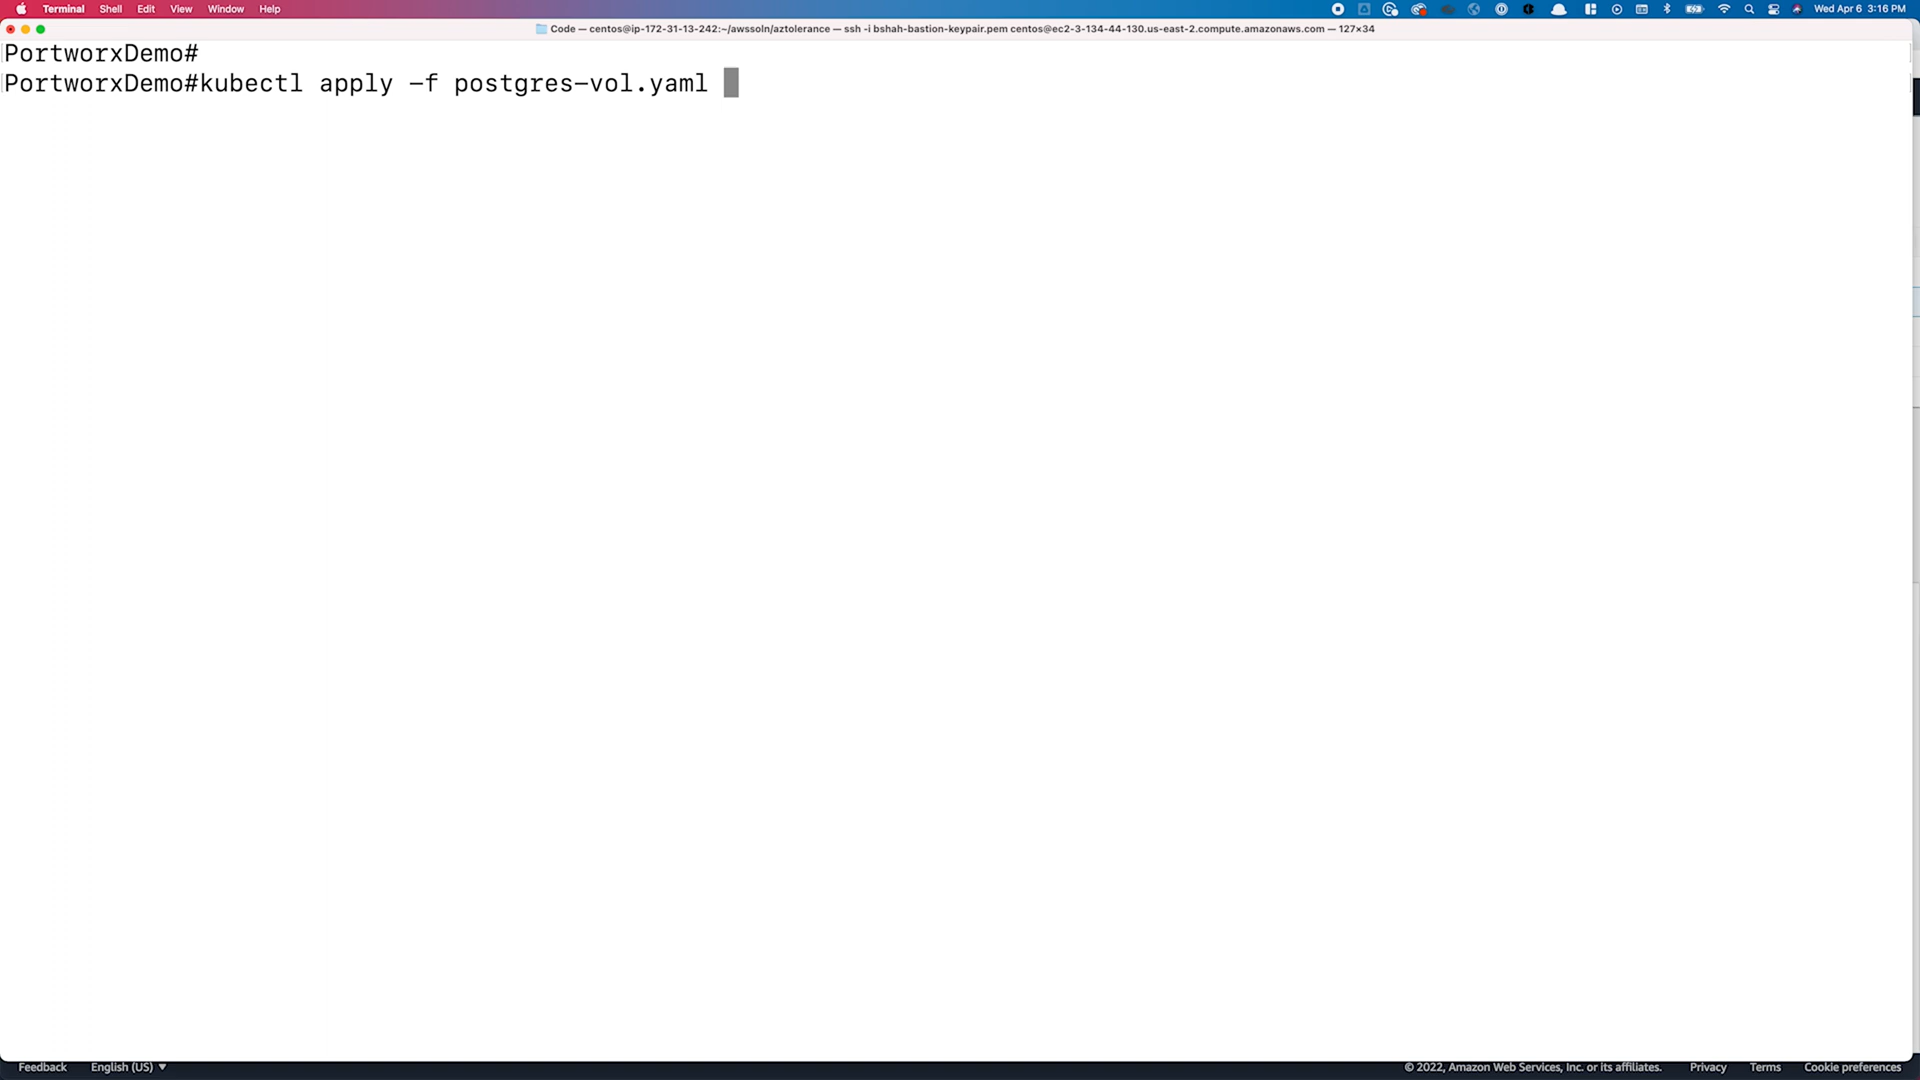 Terminal Shell Edit View Window Help
Wed Apr 6 3:16 PM
Code — centos@ip-172-31-13-242:~/awssoln/aztolerance — ssh -i bshah-bastion-keypair.pem centos@ec2-3-134-44-130.us-east-2.compute.amazonaws.com — 127×34
PortworxDemo#
PortworxDemo#kubectl apply -f postgres-vol.yaml
Feedback English (US) © 2022, Amazon Web Services, Inc. or its affiliates. Privacy Terms Cookie preferences